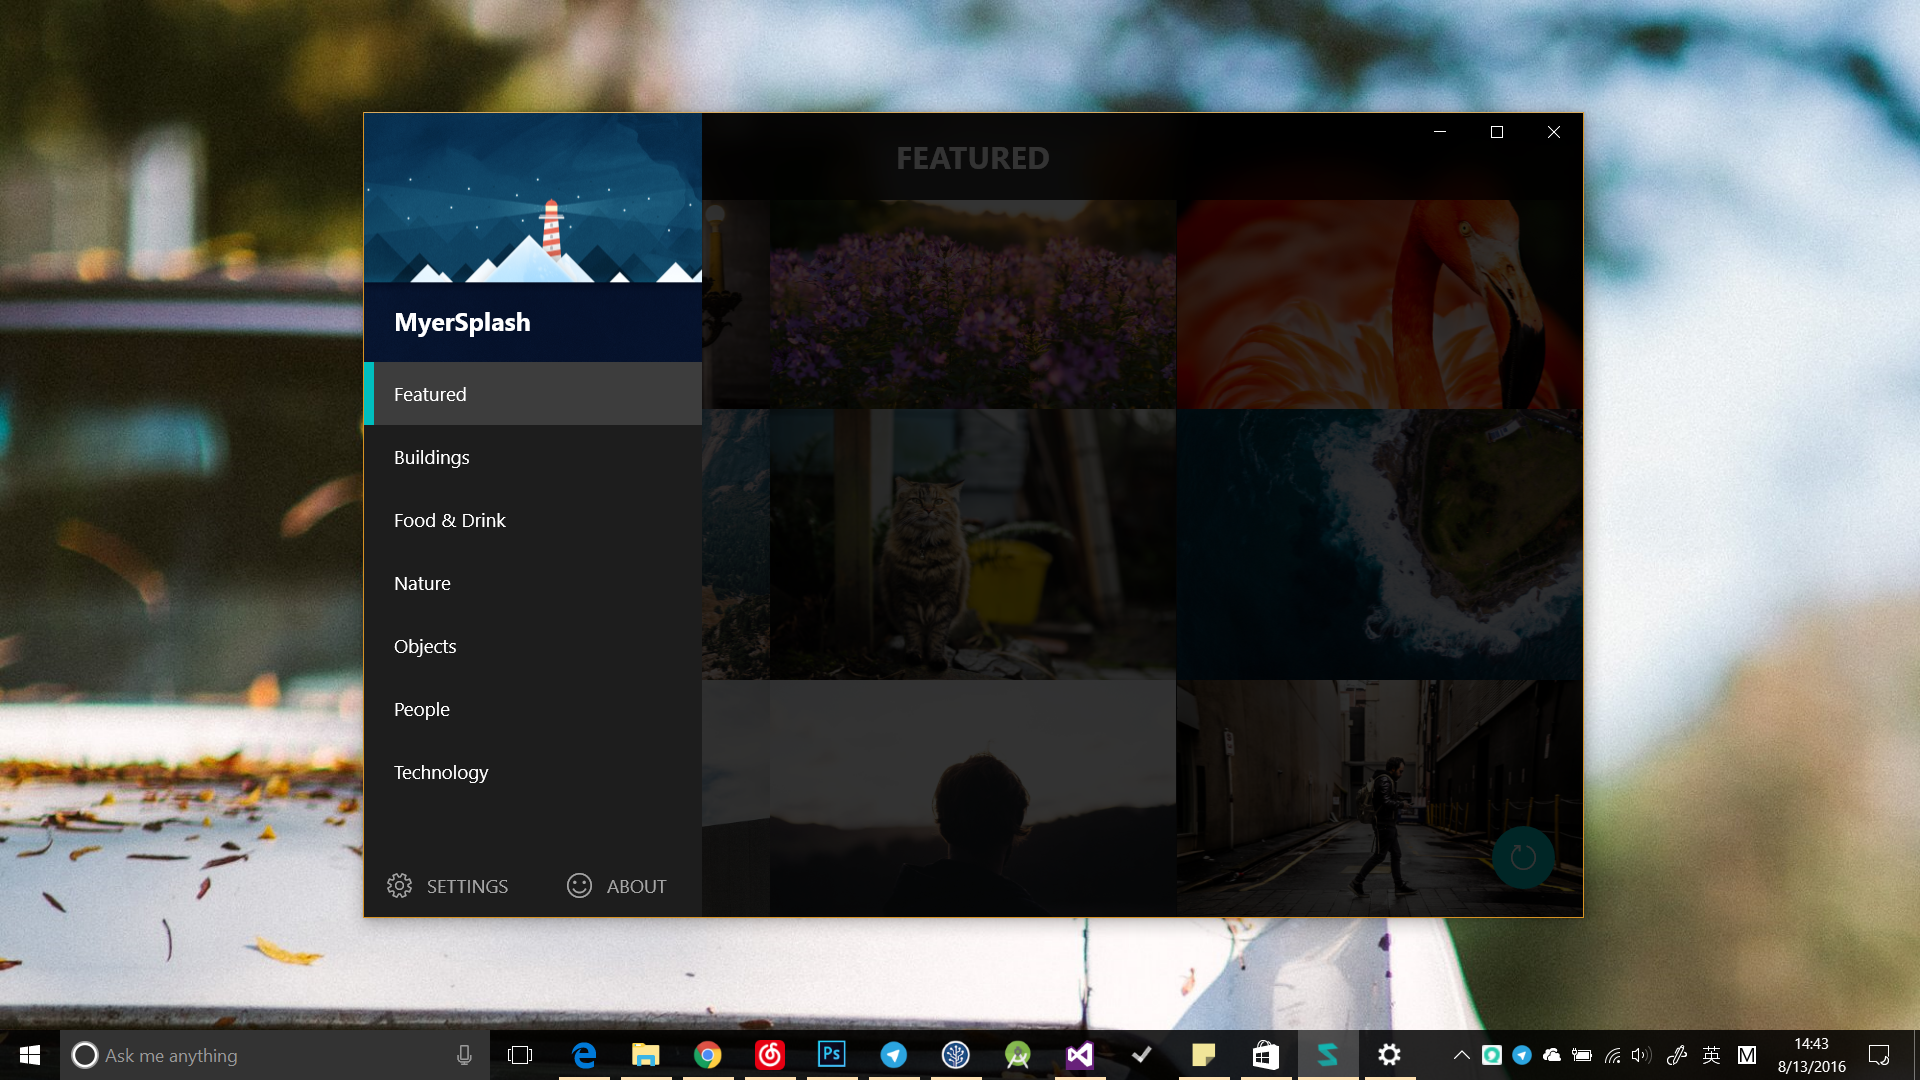 FEATURED
MyerSplash
Featured
Buildings
Food & Drink
Nature
Objects
People
Technology
SETTINGS
ABOUT
Ask me anything
Ps
英
M
14:43
8/13/2016